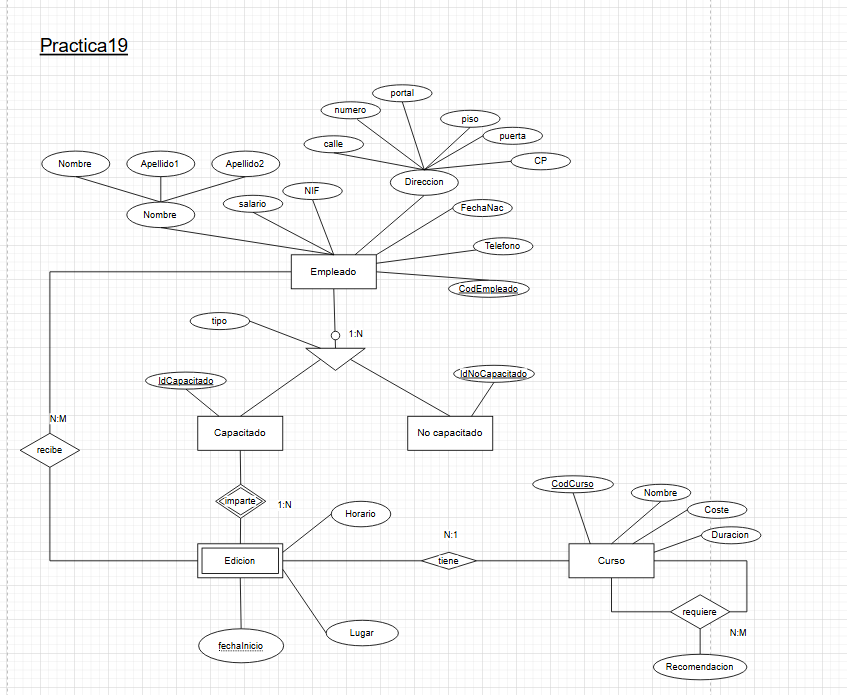 Practica19
portal
numero
piso
puerta
calle
CP
Nombre
Apellido1
Apellido2
Direccion
NIF
salario
Nombre
FechaNac
Telefono
Empleado
CodEmpleado
tipo
1:N
IdCapacitado
IdNoCapacitado
N:M
Capacitado
No capacitado
recibe
CodCurso
Nombre
imparte
1:N
Horario
Coste
N:1
Duracion
Edicion
tiene
Curso
requiere
N:M
Lugar
fechaInicio
Recomendacion